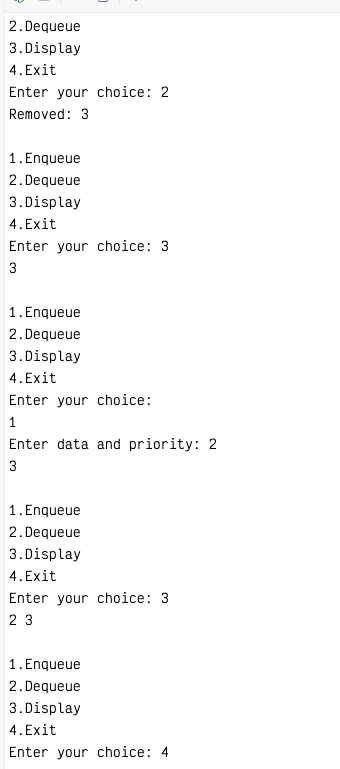 2.Dequeue
3.Display
4.Exit
Enter your choice: 2
Removed: 3
1.Enqueue
2.Dequeue
3.Display
4.Exit
Enter your choice: 3
3
1.Enqueue
2.Dequeue
3.Display
4.Exit
Enter your choice:
1
Enter data and priority: 2
3
1.Enqueue
2.Dequeue
3.Display
4.Exit
Enter your choice: 3
2 3
1.Enqueue
2.Dequeue
3.Display
4.Exit
Enter your choice: 4